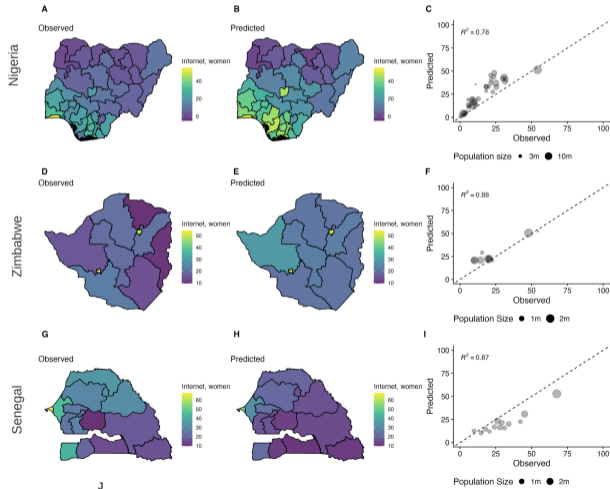 A
B
C
Observed
Predicted
Nigeria
Internet, women
40
20
0
Internet, women
40
20
0
R² = 0.78
Predicted
100
75
50
25
0
0 25 50 75 100
Observed
Population size 3m 10m
D
E
F
Observed
Predicted
Zimbabwe
Internet, women
50
40
30
20
10
Internet, women
50
40
30
20
10
R² = 0.88
Predicted
100
75
50
25
0
0 25 50 75 100
Observed
Population Size 1m 2m
G
H
I
Observed
Predicted
Senegal
Internet, women
60
50
40
30
20
10
Internet, women
60
50
40
30
20
10
R² = 0.87
Predicted
100
75
50
25
0
0 25 50 75 100
Observed
Population Size 1m 2m
J